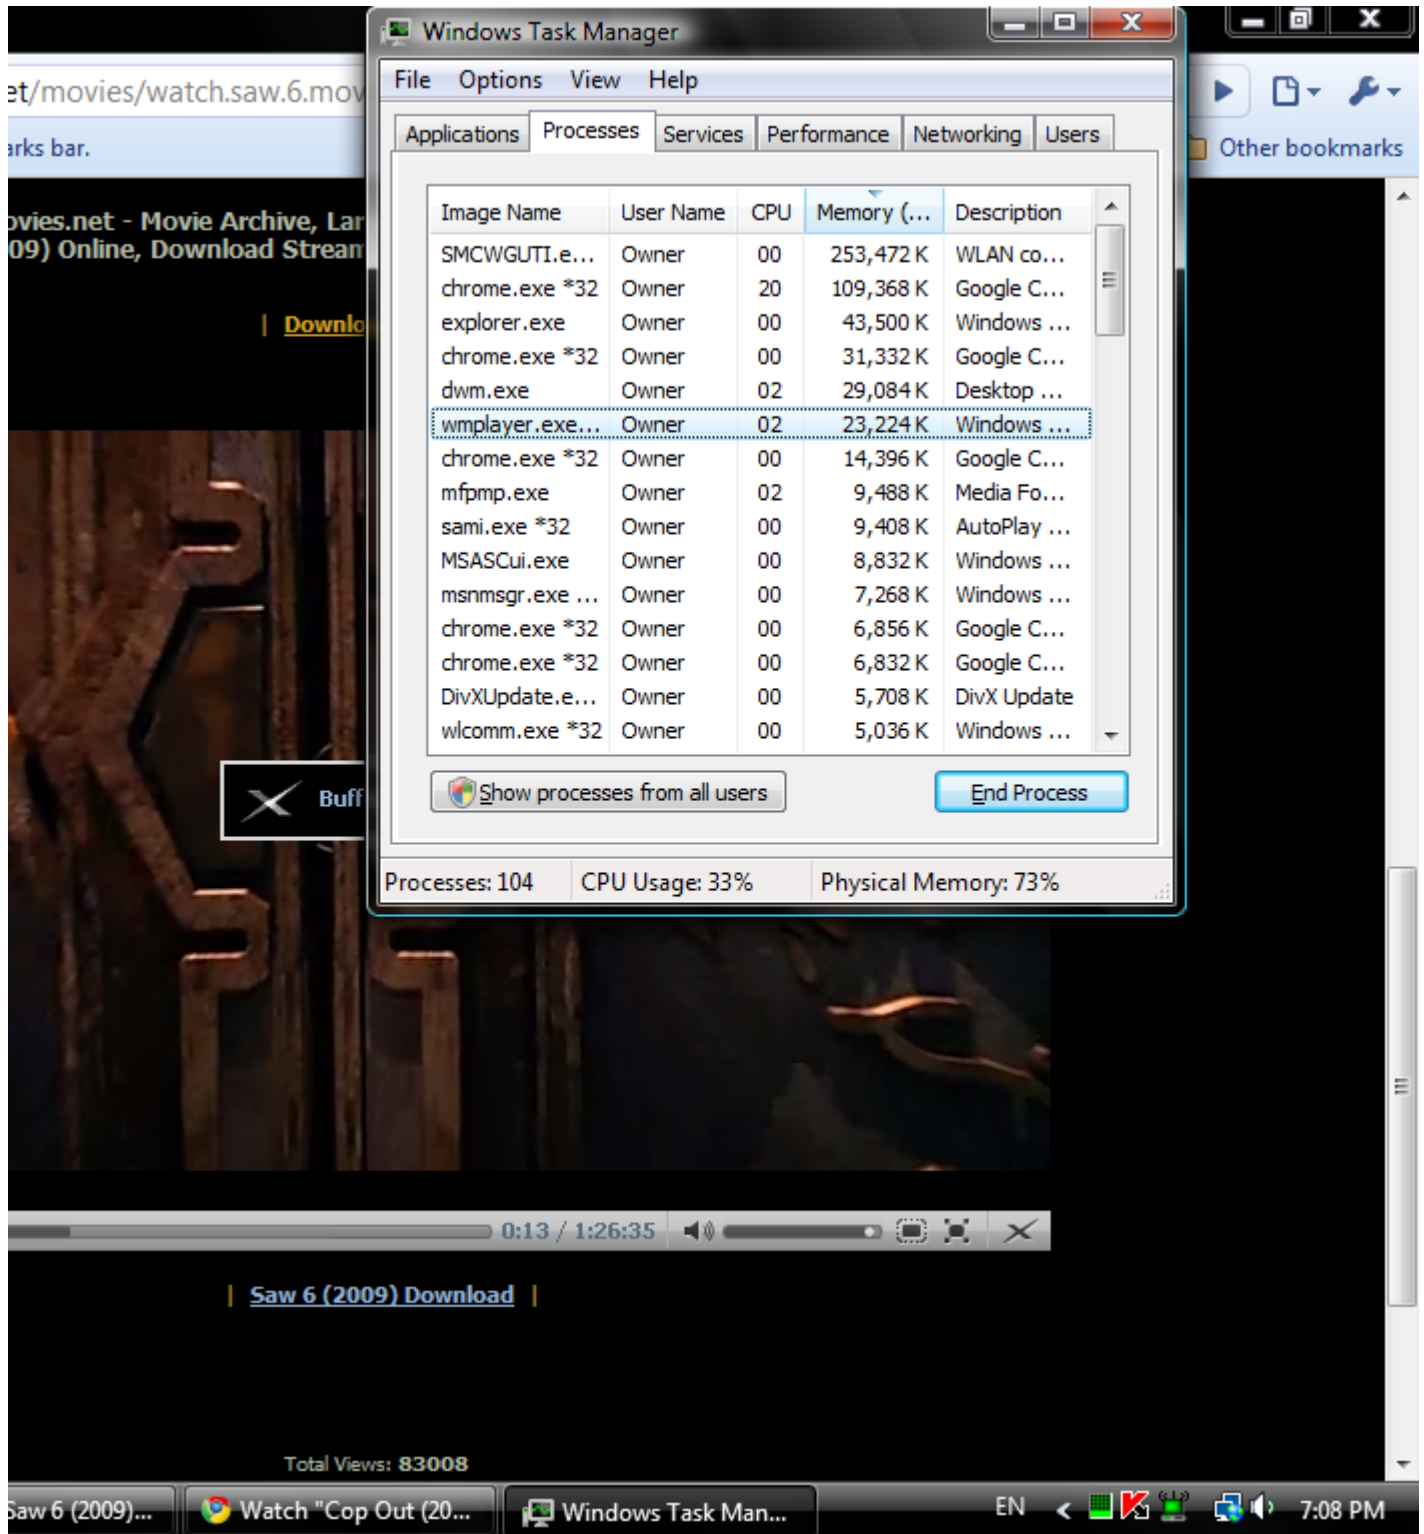 Windows Task Manager
File Options View Help
et/movies/watch.saw.6.mov
Applications Processes Services Performance Networking Users
arks bar.
Other bookmarks
ovies.net - Movie Archive, Lar
09) Online, Download Stream
Image Name User Name CPU Memory (... Description
SMCWGUTI.e... Owner 00 253,472 K WLAN co...
chrome.exe *32 Owner 20 109,368 K Google C...
explorer.exe Owner 00 43,500 K Windows ...
| Downlo
chrome.exe *32 Owner 00 31,332 K Google C...
dwm.exe Owner 02 29,084 K Desktop ...
wmplayer.exe... Owner 02 23,224 K Windows ...
chrome.exe *32 Owner 00 14,396 K Google C...
mfpmp.exe Owner 02 9,488 K Media Fo...
sami.exe *32 Owner 00 9,408 K AutoPlay ...
MSASCui.exe Owner 00 8,832 K Windows ...
msnmsgr.exe ... Owner 00 7,268 K Windows ...
chrome.exe *32 Owner 00 6,856 K Google C...
chrome.exe *32 Owner 00 6,832 K Google C...
DivXUpdate.e... Owner 00 5,708 K DivX Update
wlcomm.exe *32 Owner 00 5,036 K Windows ...
Show processes from all users End Process
Buff
Processes: 104 CPU Usage: 33% Physical Memory: 73%
0:13 / 1:26:35
| Saw 6 (2009) Download |
Total Views: 83008
Saw 6 (2009)... Watch "Cop Out (20... Windows Task Man... EN < 7:08 PM